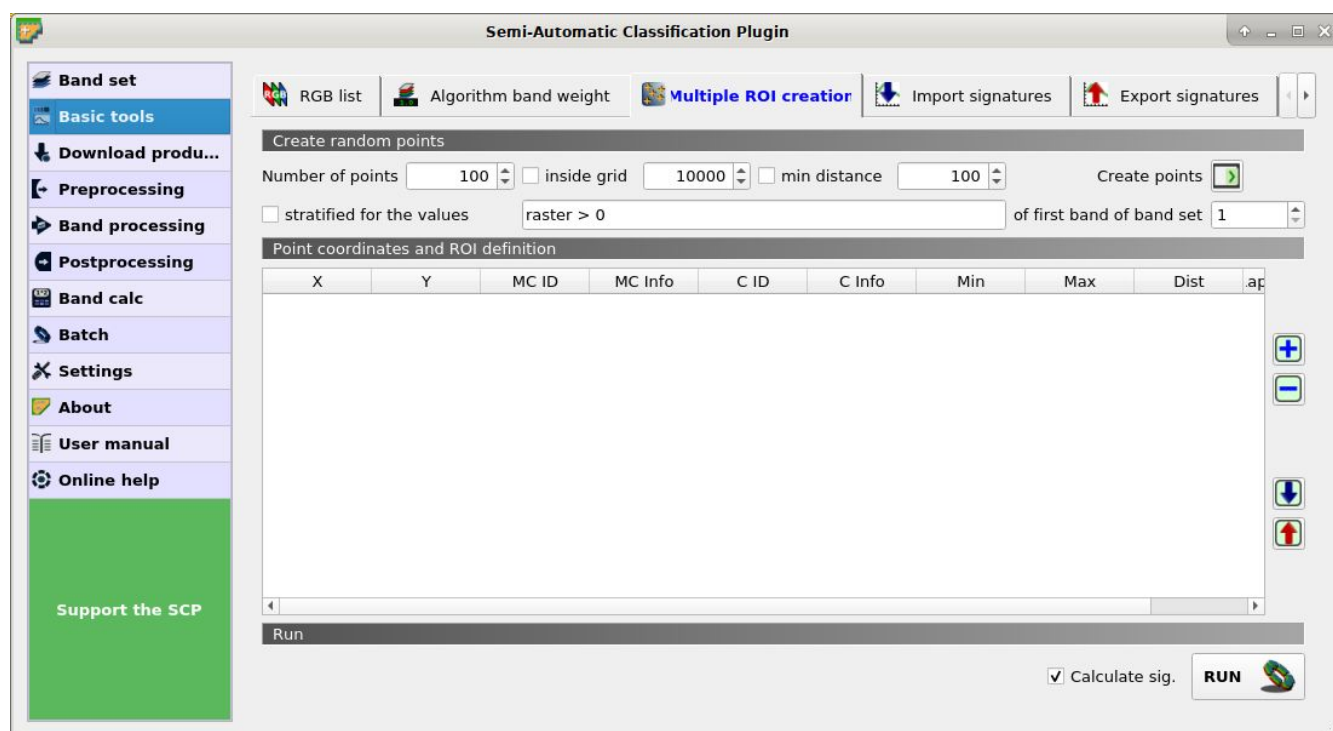 Semi-Automatic Classification Plugin
Band set
Basic tools
Download produ...
Preprocessing
Band processing
Postprocessing
Band calc
Batch
Settings
About
User manual
Online help
Support the SCP
RGB list Algorithm band weight Multiple ROI creation Import signatures Export signatures
Create random points
Number of points 100 inside grid 10000 min distance 100 Create points
stratified for the values raster > 0 of first band of band set 1
Point coordinates and ROI definition
X Y MC ID MC Info C ID C Info Min Max Dist .ap
Run
Calculate sig. RUN